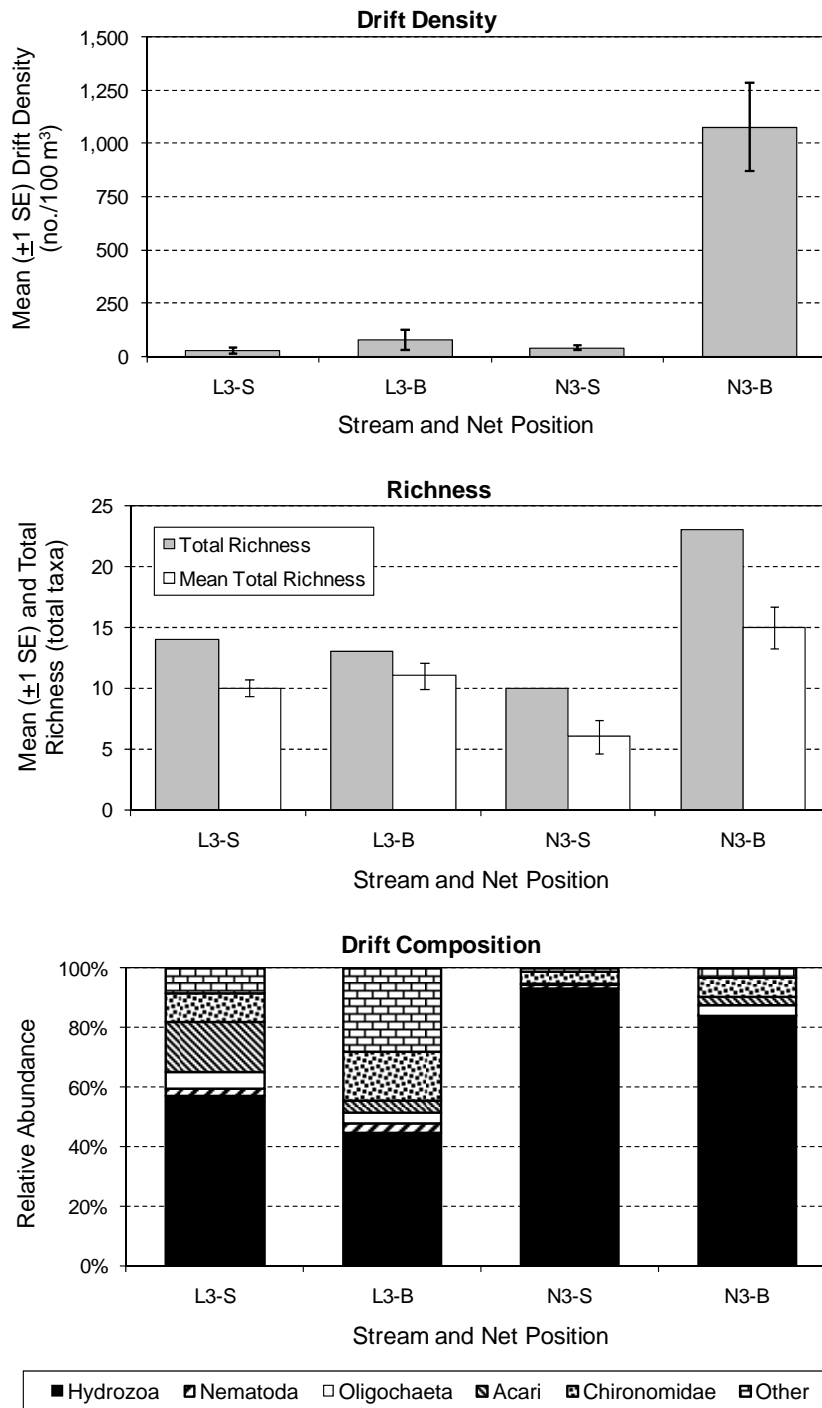 Drift Density
Mean (±1 SE) Drift Density
(no./100 m³)
1,500
1,250
1,000
750
500
250
0
L3-S L3-B N3-S N3-B
Stream and Net Position
Richness
Mean (±1 SE) and Total
Richness (total taxa)
25
20
15
10
5
0
Total Richness
Mean Total Richness
L3-S L3-B N3-S N3-B
Stream and Net Position
Drift Composition
Relative Abundance
100%
80%
60%
40%
20%
0%
L3-S L3-B N3-S N3-B
Stream and Net Position
Hydrozoa Nematoda Oligochaeta Acari Chironomidae Other